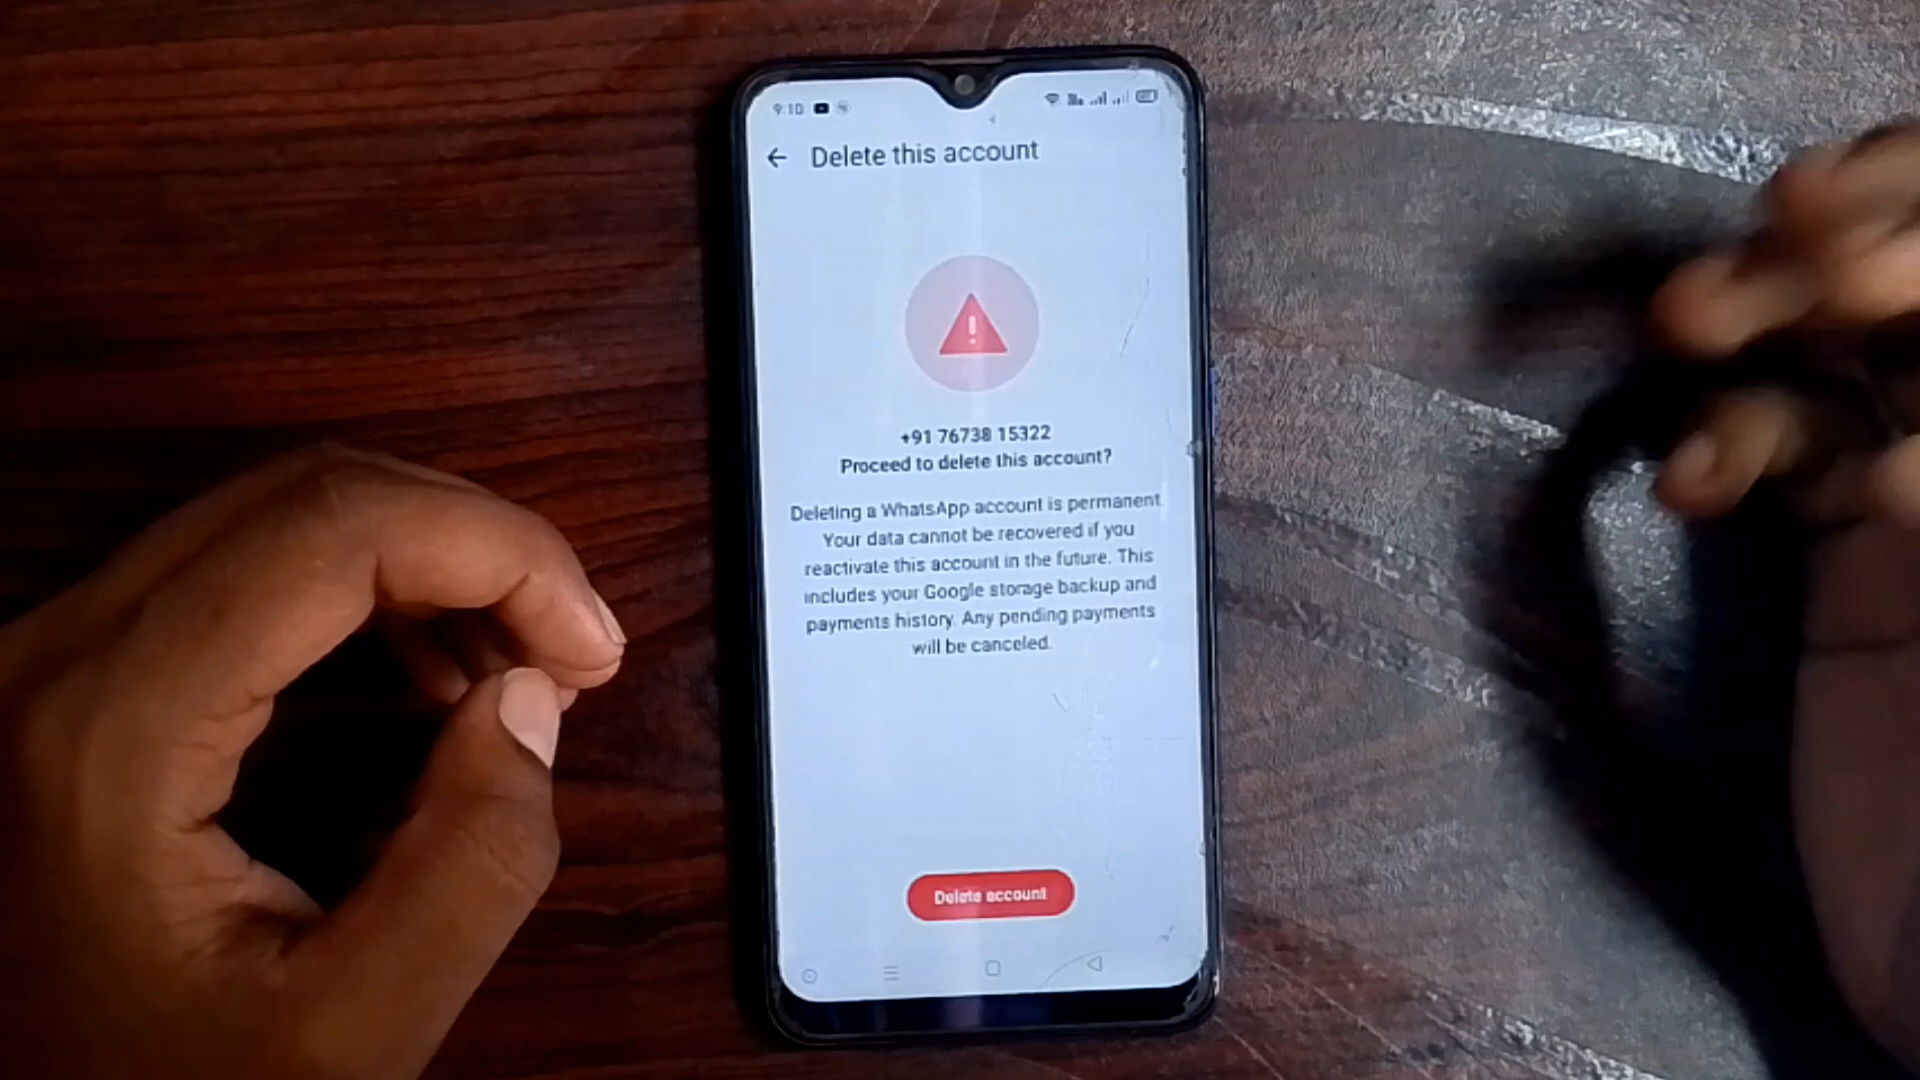 9:10
Delete this account
+91 76738 15322
Proceed to delete this account?
Deleting a WhatsApp account is permanent.
Your data cannot be recovered if you
reactivate this account in the future. This
includes your Google storage backup and
payments history. Any pending payments
will be canceled.
Delete account